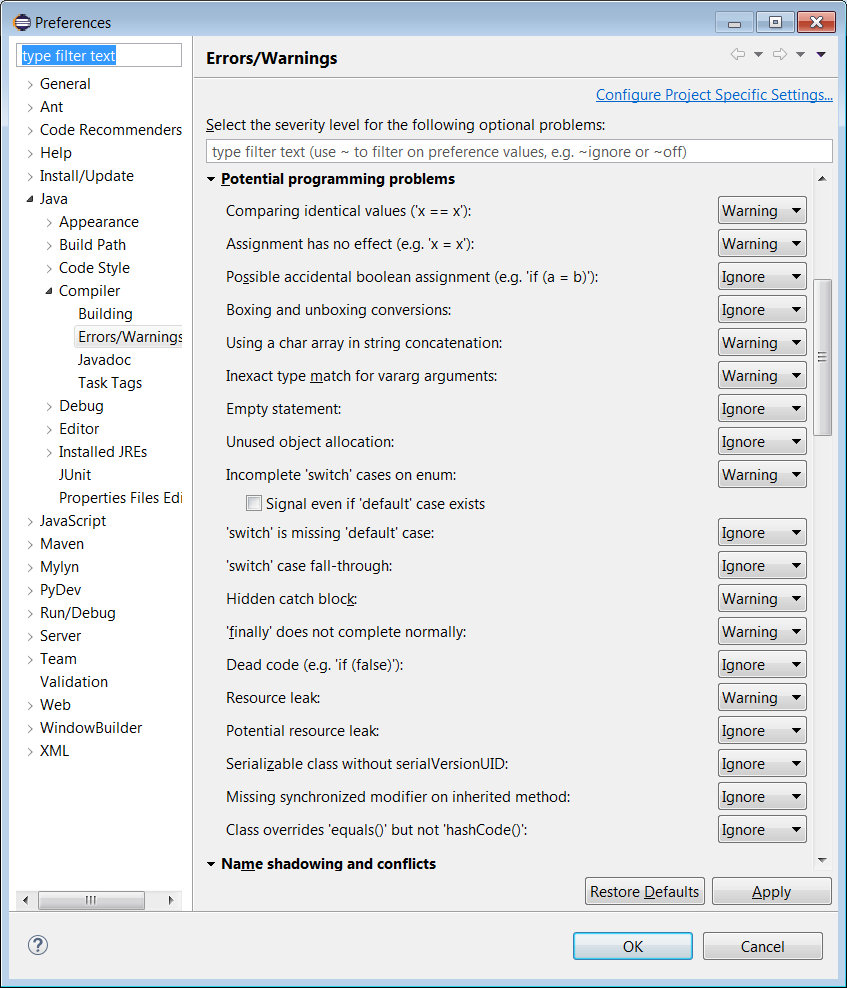 Preferences
type filter text
General
Ant
Code Recommenders
Help
Install/Update
Java
Appearance
Build Path
Code Style
Compiler
Building
Errors/Warnings
Javadoc
Task Tags
Debug
Editor
Installed JREs
JUnit
Properties Files Edi
JavaScript
Maven
Mylyn
PyDev
Run/Debug
Server
Team
Validation
Web
WindowBuilder
XML
Errors/Warnings
Configure Project Specific Settings...
Select the severity level for the following optional problems:
type filter text (use ~ to filter on preference values, e.g. ~ignore or ~off)
Potential programming problems
Comparing identical values ('x == x'): Warning
Assignment has no effect (e.g. 'x = x'): Warning
Possible accidental boolean assignment (e.g. 'if (a = b)'): Ignore
Boxing and unboxing conversions: Ignore
Using a char array in string concatenation: Warning
Inexact type match for vararg arguments: Warning
Empty statement: Ignore
Unused object allocation: Ignore
Incomplete 'switch' cases on enum: Warning
Signal even if 'default' case exists
'switch' is missing 'default' case: Ignore
'switch' case fall-through: Ignore
Hidden catch block: Warning
'finally' does not complete normally: Warning
Dead code (e.g. 'if (false)'): Ignore
Resource leak: Warning
Potential resource leak: Ignore
Serializable class without serialVersionUID: Ignore
Missing synchronized modifier on inherited method: Ignore
Class overrides 'equals()' but not 'hashCode()': Ignore
Name shadowing and conflicts
Restore Defaults Apply
? OK Cancel